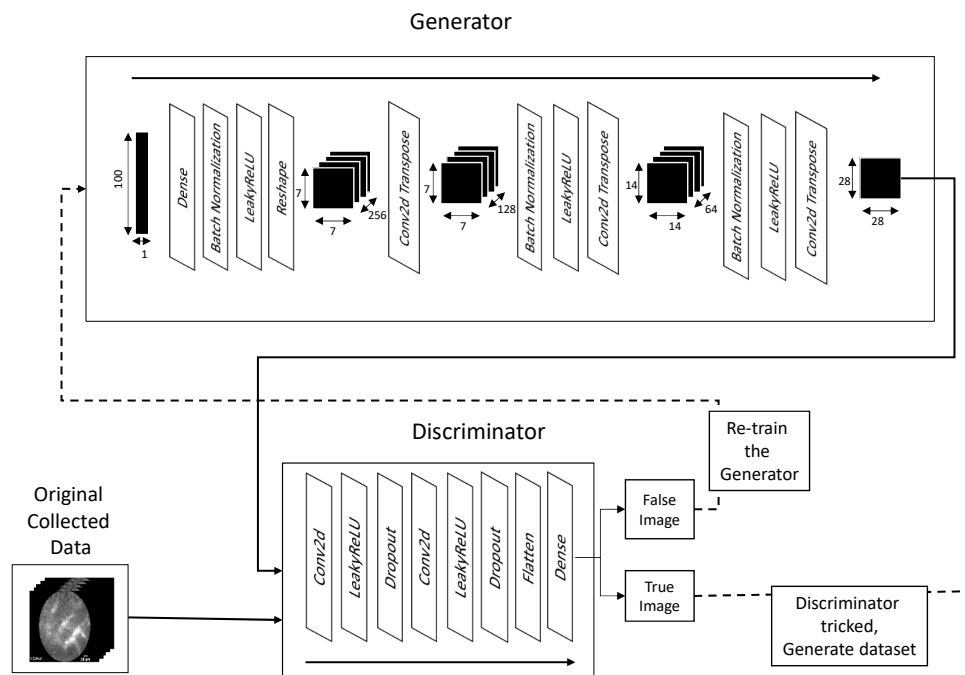 Generator
100
1
Dense
Batch Normalization
LeakyReLU
Reshape
7
7
256
Conv2d Transpose
7
7
128
Batch Normalization
LeakyReLU
Conv2d Transpose
14
14
64
Batch Normalization
LeakyReLU
Conv2d Transpose
28
28
Discriminator
Conv2d
LeakyReLU
Dropout
Conv2d
LeakyReLU
Dropout
Flatten
Dense
False
Image
True
Image
Re-train
the
Generator
Discriminator
tricked,
Generate dataset
Original
Collected
Data